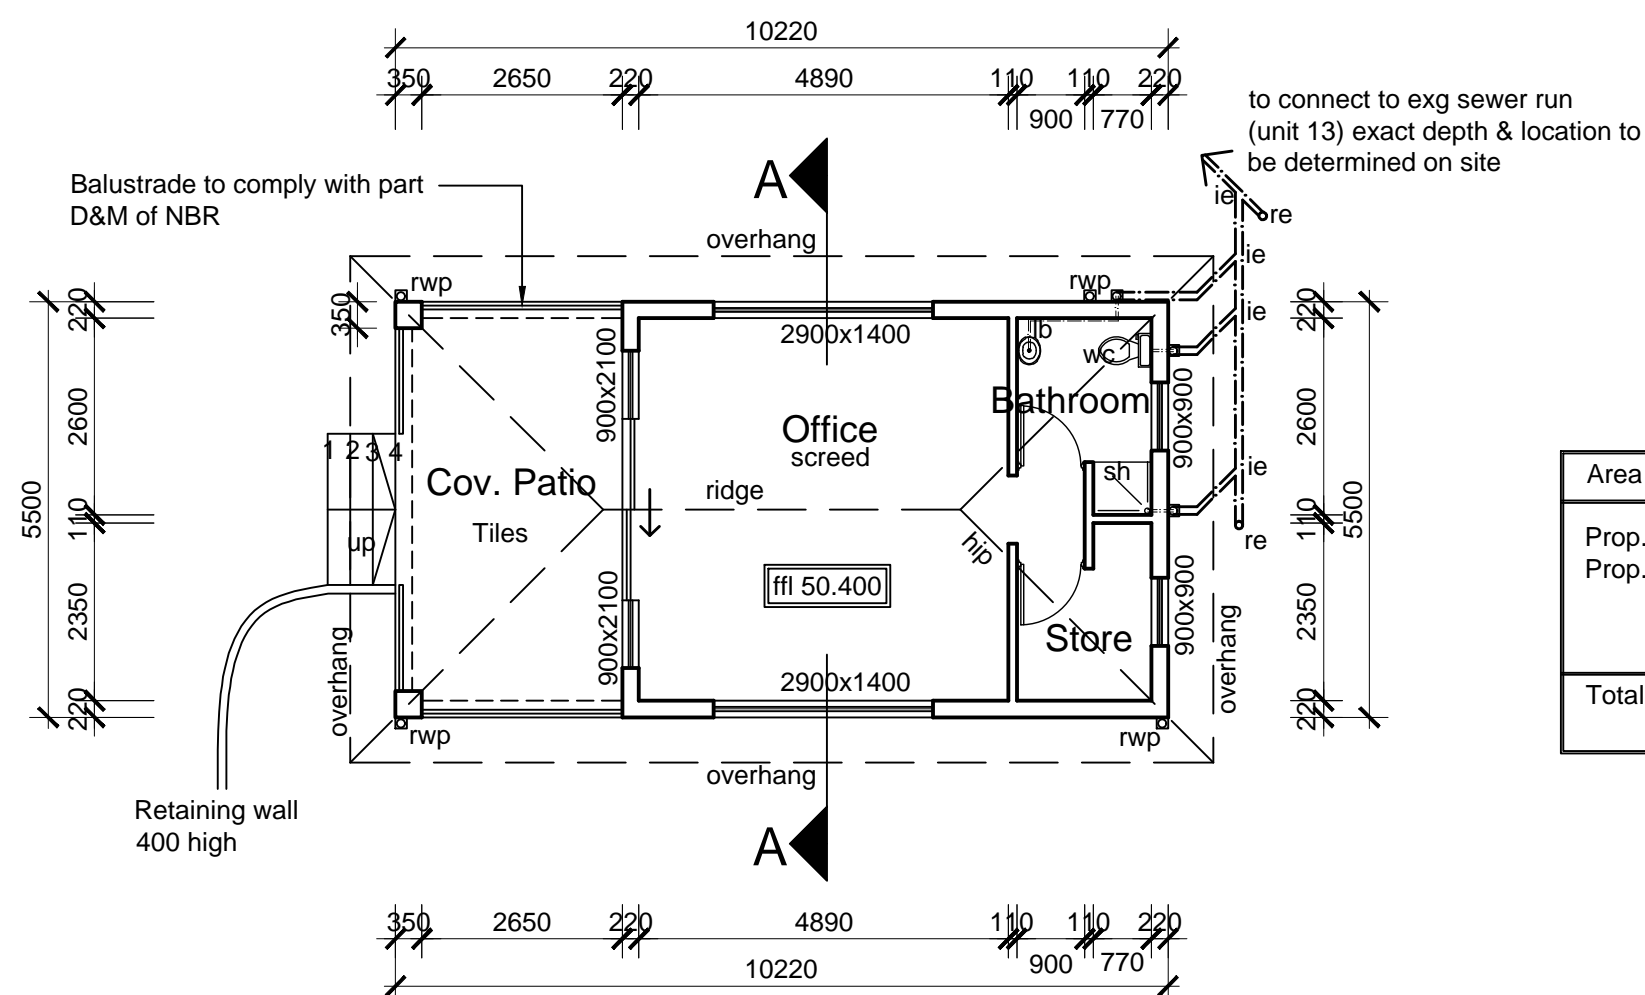 10220
350 2650 220 4890 110 110 220
900 770
to connect to exg sewer run
(unit 13) exact depth & location to
be determined on site
Balustrade to comply with part
D&M of NBR
A
overhang
ie
re
ie
rwp
rwp
220
350
2900x1400
lb
wc
ie
220
900x2100
2600
Bathroom
900x900
2600
Office
screed
1 2 3 4
Cov. Patio
sh
ie
Area
ridge
5500
110
Tiles
up
hip
re
110
5500
Prop.
Prop.
ffl 50.400
2350
900x2100
900x900
2350
Store
overhang
overhang
2900x1400
220
220
Total
rwp
rwp
overhang
Retaining wall
400 high
A
350 2650 220 4890 110 110 220
900 770
10220